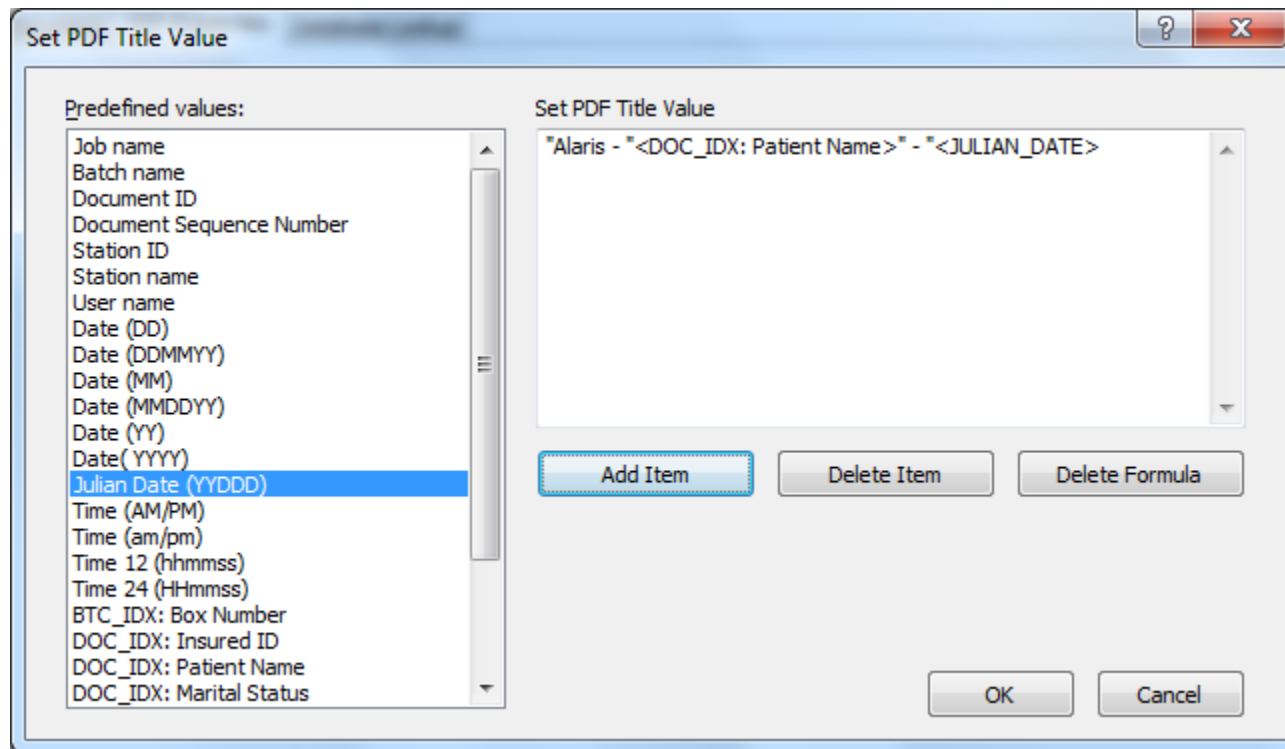 Set PDF Title Value
?
X
Predefined values:
Job name
Batch name
Document ID
Document Sequence Number
Station ID
Station name
User name
Date (DD)
Date (DDMMYY)
Date (MM)
Date (MMDDYY)
Date (YY)
Date( YYYY)
Julian Date (YYDDD)
Time (AM/PM)
Time (am/pm)
Time 12 (hhmmss)
Time 24 (HHmmss)
BTC_IDX: Box Number
DOC_IDX: Insured ID
DOC_IDX: Patient Name
DOC_IDX: Marital Status
Set PDF Title Value
"Alaris - "<DOC_IDX: Patient Name>" - "<JULIAN_DATE>
Add Item
Delete Item
Delete Formula
OK
Cancel